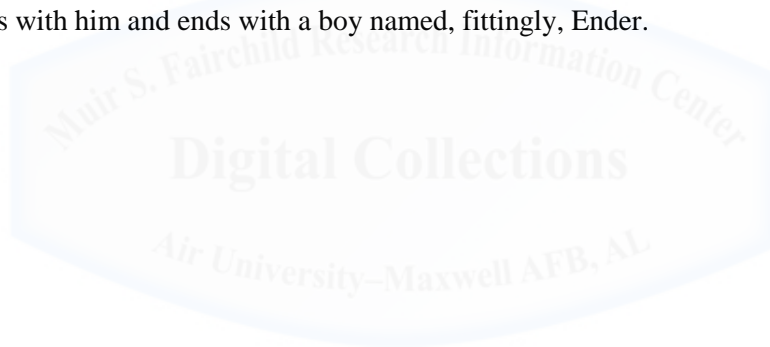 s with him and ends with a boy named, fittingly, Ender.
Muir S. Fairchild Research Information Center
Digital Collections
Air University–Maxwell AFB, AL